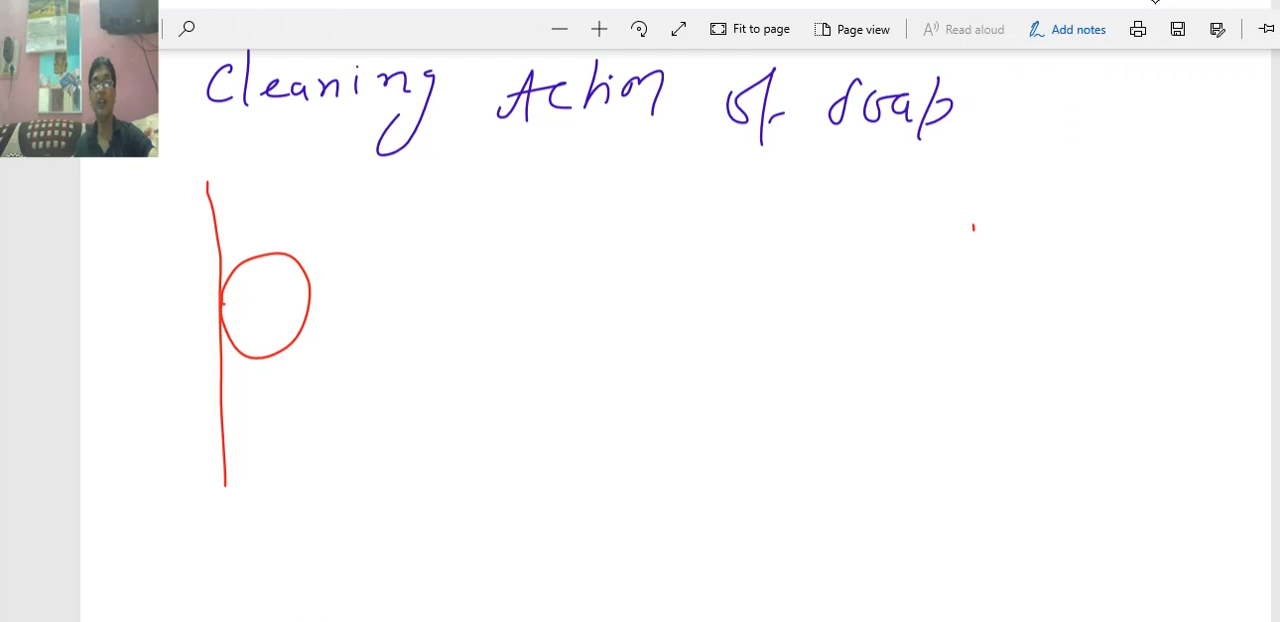 Fit to page Page view Read aloud Add notes
Cleaning Action of soap